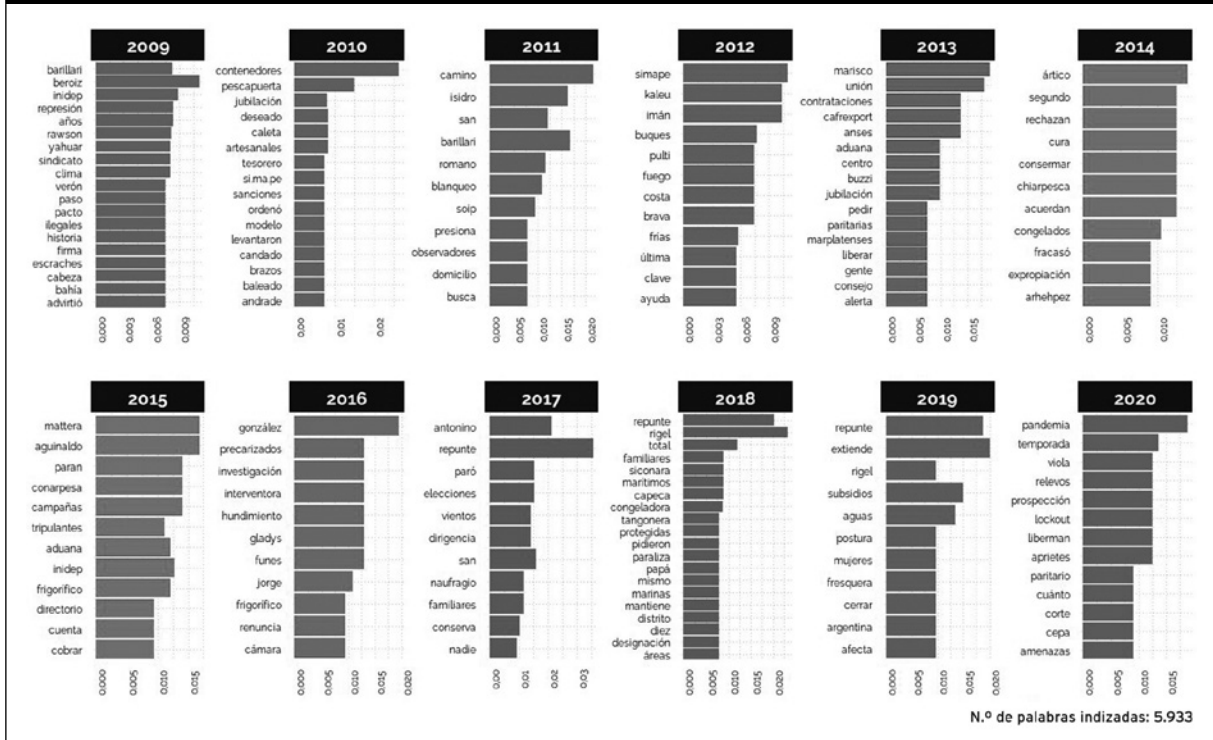 2009
barillari
beroiz
inidep
represión
años
rawson
yahuar
sindicato
clima
verón
paso
pacto
ilegales
historia
firma
escraches
cabeza
bahía
advirtió
0.000
0.003
0.006
0.009
2010
contenedores
pescapuerta
jubilación
deseado
caleta
artesanales
tesorero
si.ma.pe
sanciones
ordenó
modelo
levantaron
candado
brazos
baleado
andrade
0.00
0.01
0.02
2011
camino
isidro
san
barillari
romano
blanqueo
soip
presiona
observadores
domicilio
busca
0.000
0.005
0.010
0.015
0.020
2012
simape
kaleu
imán
buques
pulti
fuego
costa
brava
frías
última
clave
ayuda
0.000
0.003
0.006
0.009
2013
marisco
unión
contrataciones
cafrexport
anses
aduana
centro
buzzi
jubilación
pedir
paritarias
marplatenses
liberar
gente
consejo
alerta
0.000
0.005
0.010
0.015
2014
ártico
segundo
rechazan
cura
consermar
chiarpesca
acuerdan
congelados
fracasó
expropiación
arhehpez
0.000
0.005
0.010
2015
mattera
aguinaldo
paran
conarpesa
campañas
tripulantes
aduana
inidep
frigorífico
directorio
cuenta
cobrar
0.000
0.005
0.010
0.015
2016
gonzález
precarizados
investigación
interventora
hundimiento
gladys
funes
jorge
frigorífico
renuncia
cámara
0.000
0.005
0.010
0.015
0.020
2017
antonino
repunte
paró
elecciones
vientos
dirigencia
san
naufragio
familiares
conserva
nadie
0.000
0.01
0.02
0.03
2018
repunte
rigel
total
familiares
siconara
marítimos
capeca
congeladora
tangonera
protegidas
pidieron
paraliza
papá
mismo
marinas
mantiene
distrito
diez
designación
áreas
0.000
0.005
0.010
0.015
0.020
2019
repunte
extiende
rigel
subsidios
aguas
postura
mujeres
fresquera
cerrar
argentina
afecta
0.000
0.005
0.010
0.015
0.020
2020
pandemia
temporada
viola
relevos
prospección
lockout
liberman
aprietes
paritario
cuánto
corte
cepa
amenazas
0.000
0.005
0.010
0.015
N.º de palabras indizadas: 5.933